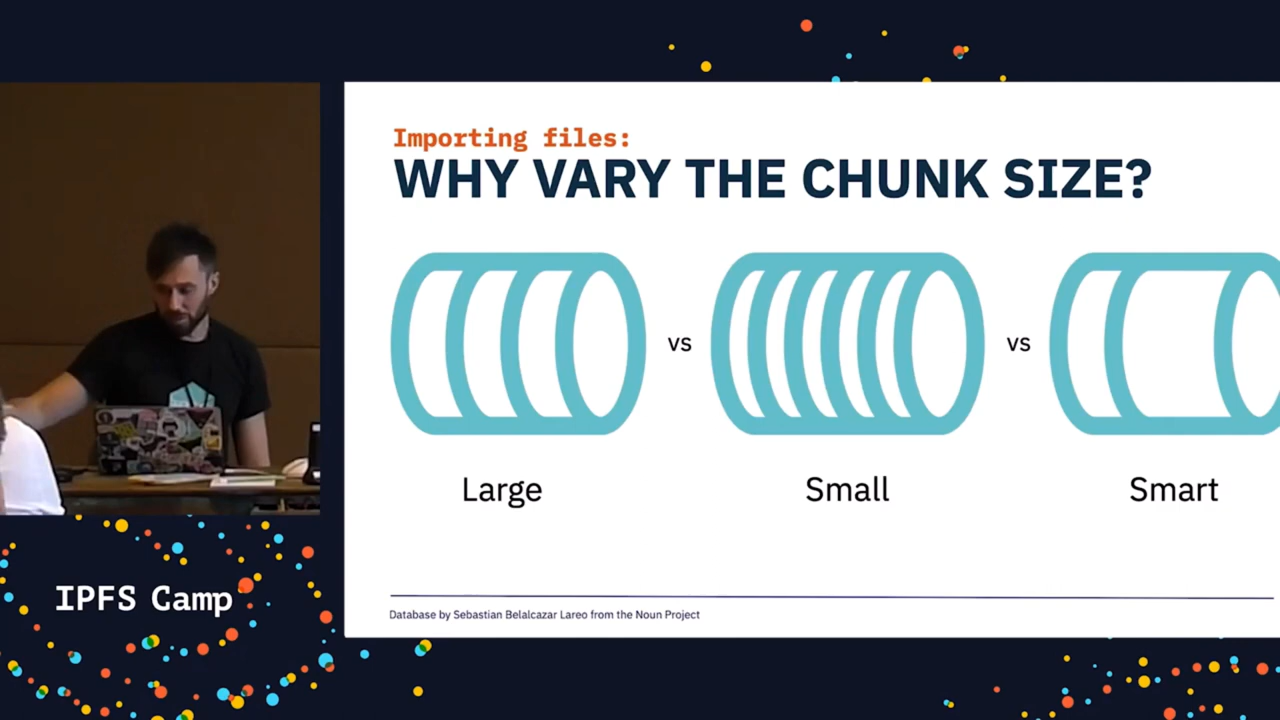 Importing files:
WHY VARY THE CHUNK SIZE?
vs
vs
Large
Small
Smart
IPFS Camp
Database by Sebastian Belalcazar Lareo from the Noun Project